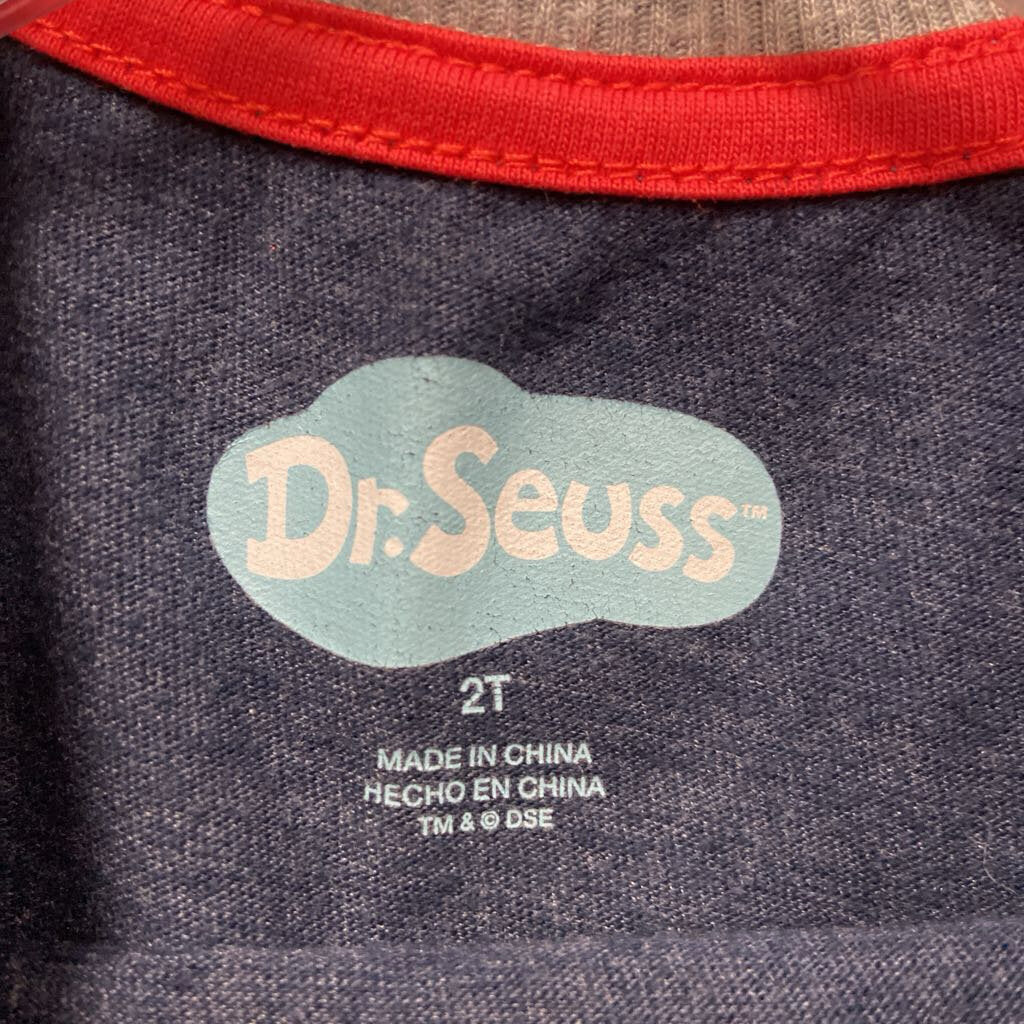 Dr. Seuss™
2T
MADE IN CHINA
HECHO EN CHINA
TM & © DSE